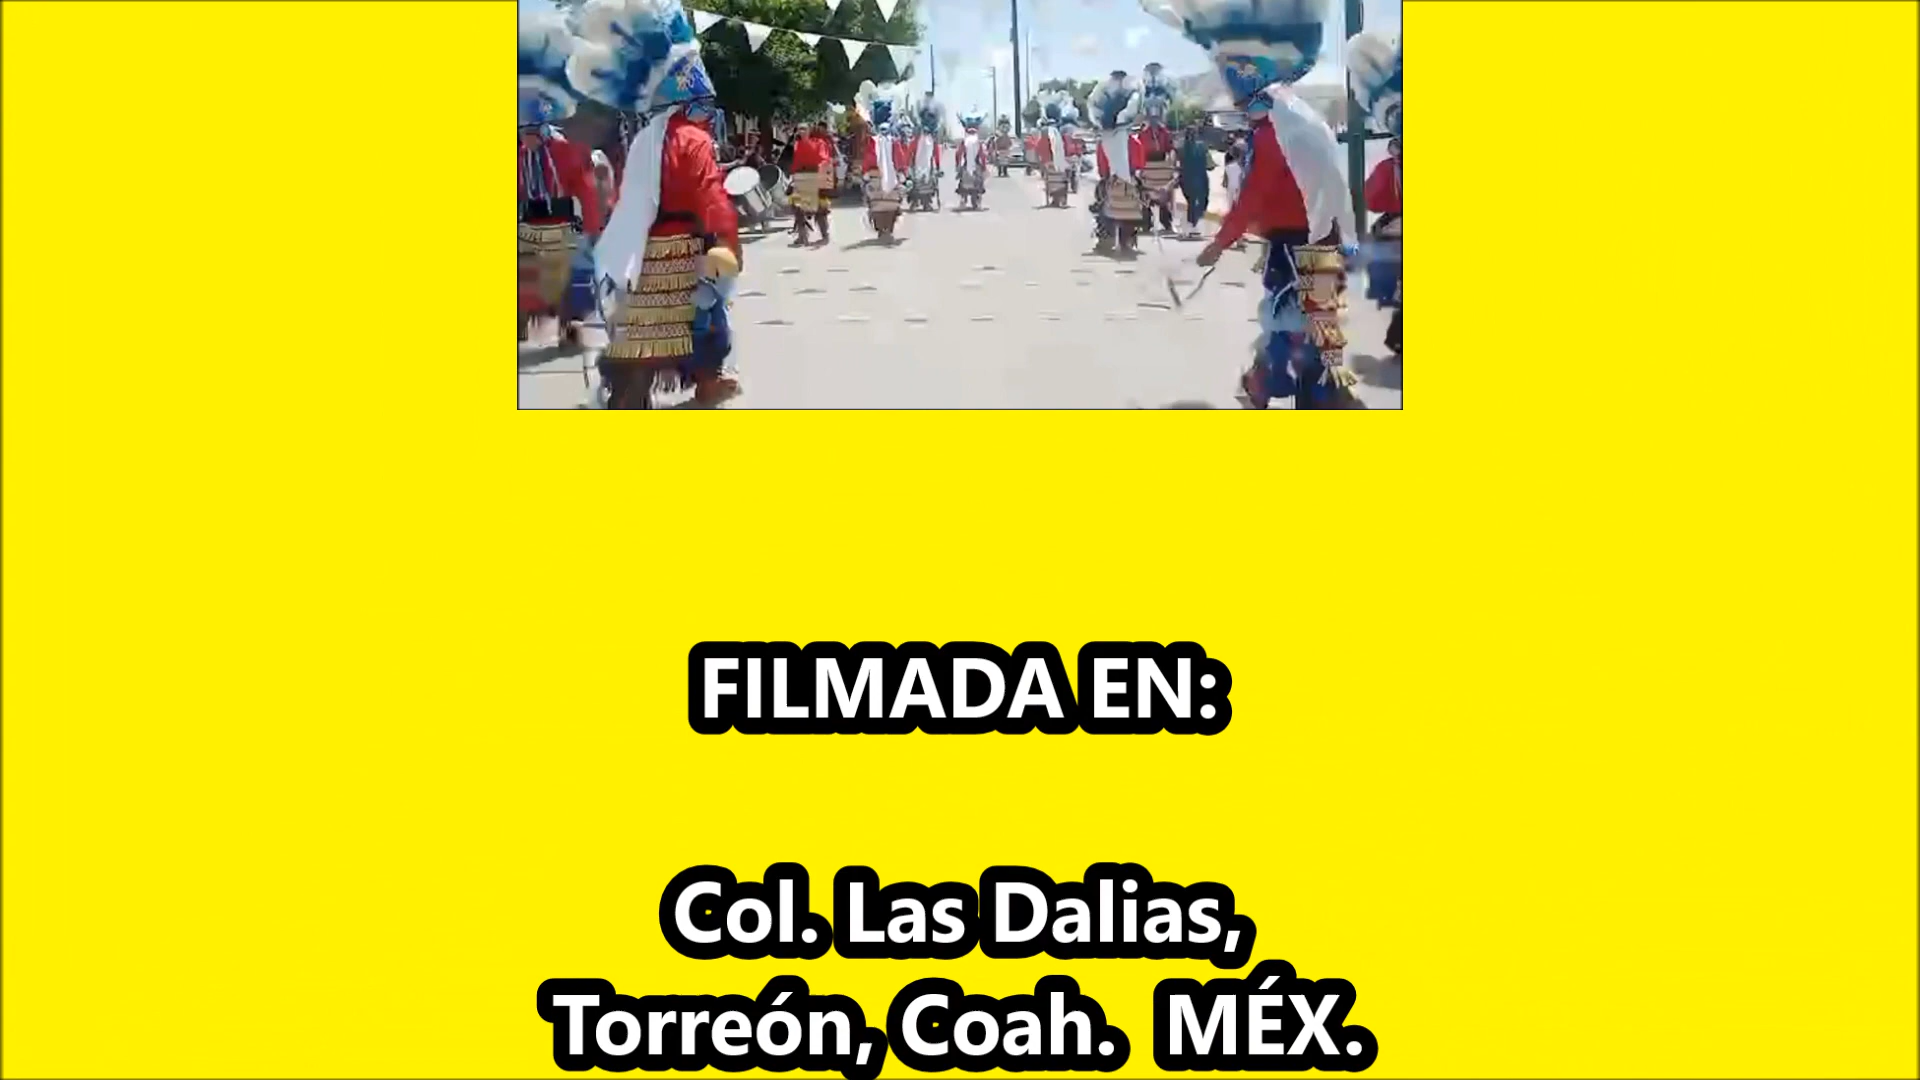 FILMADA EN:
Col. Las Dalias,
Torreón, Coah.  MÉX.